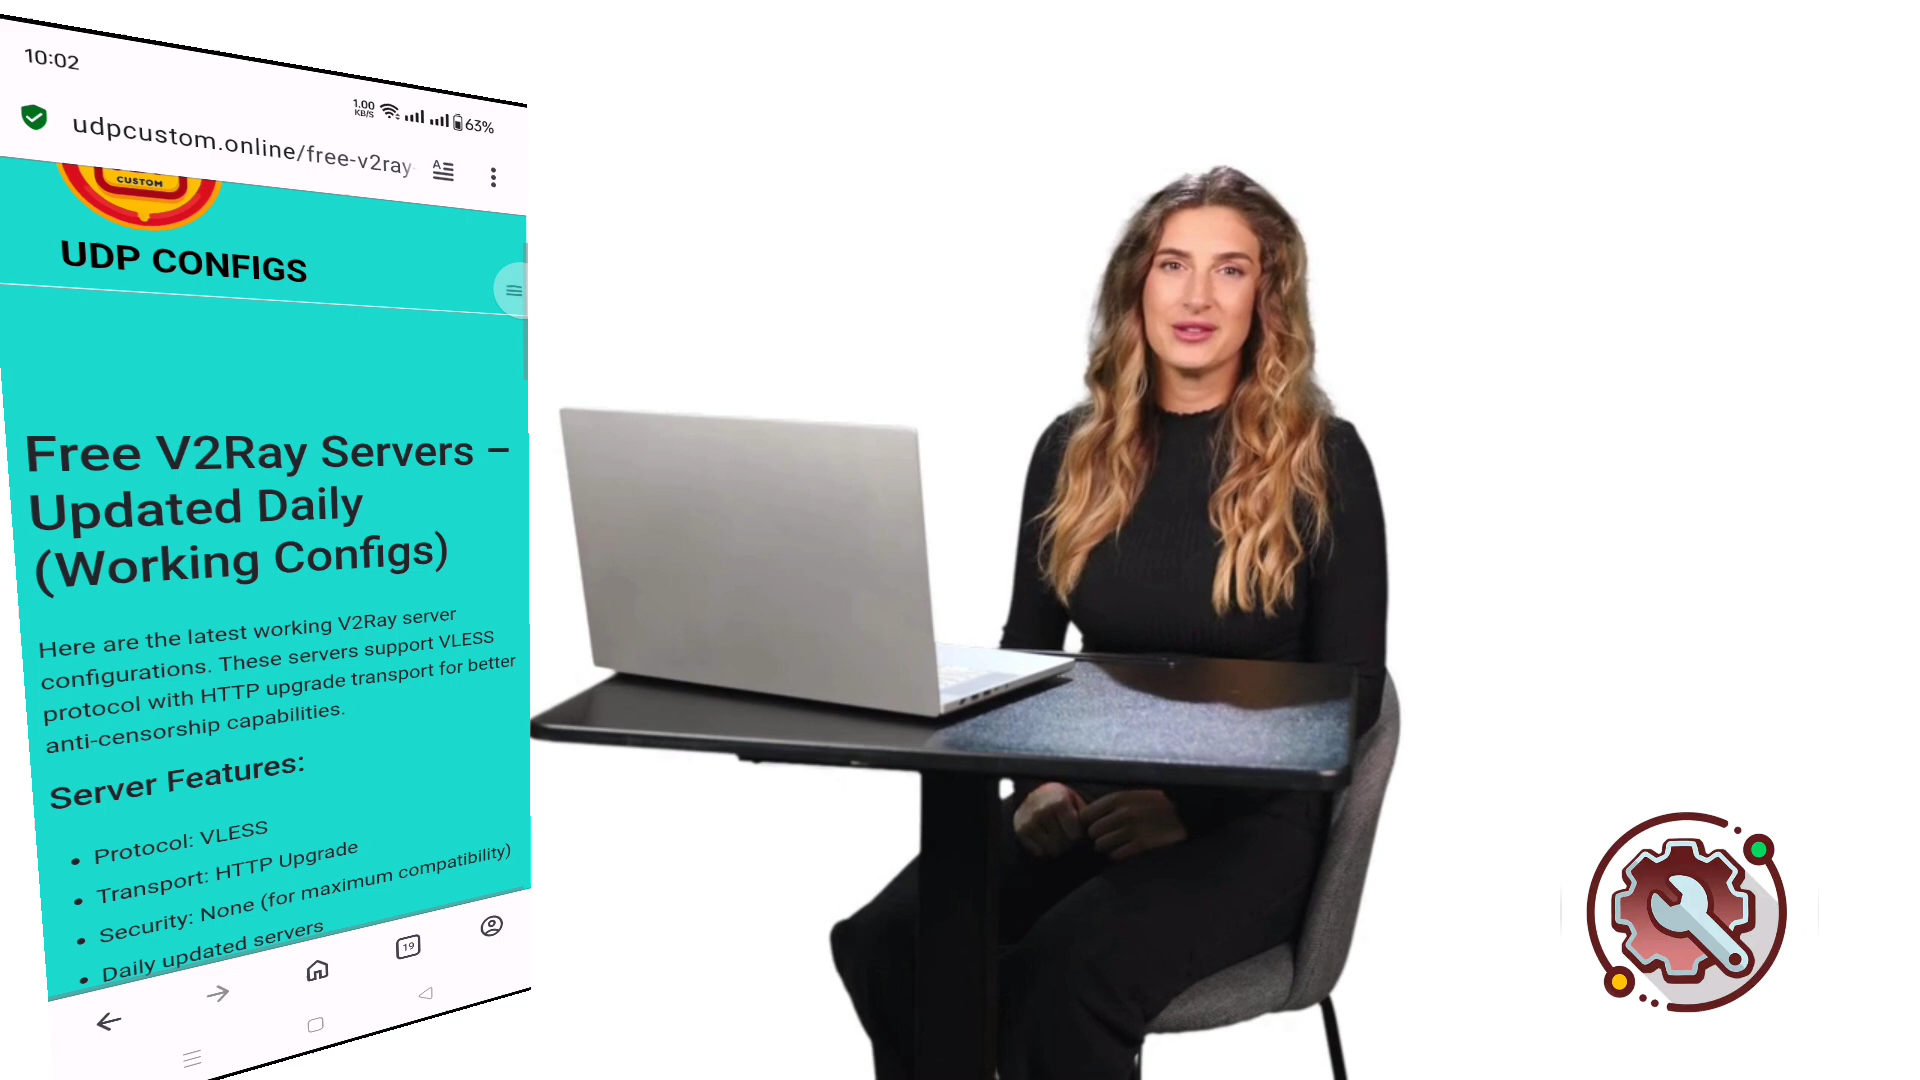 10:02
1.00
KB/S
63%
udpcustom.online/free-v2ray
CUSTOM
UDP CONFIGS
Free V2Ray Servers –
Updated Daily
(Working Configs)
Here are the latest working V2Ray server
configurations. These servers support VLESS
protocol with HTTP upgrade transport for better
anti-censorship capabilities.
Server Features:
• Protocol: VLESS
• Transport: HTTP Upgrade
• Security: None (for maximum compatibility)
• Daily updated servers
19